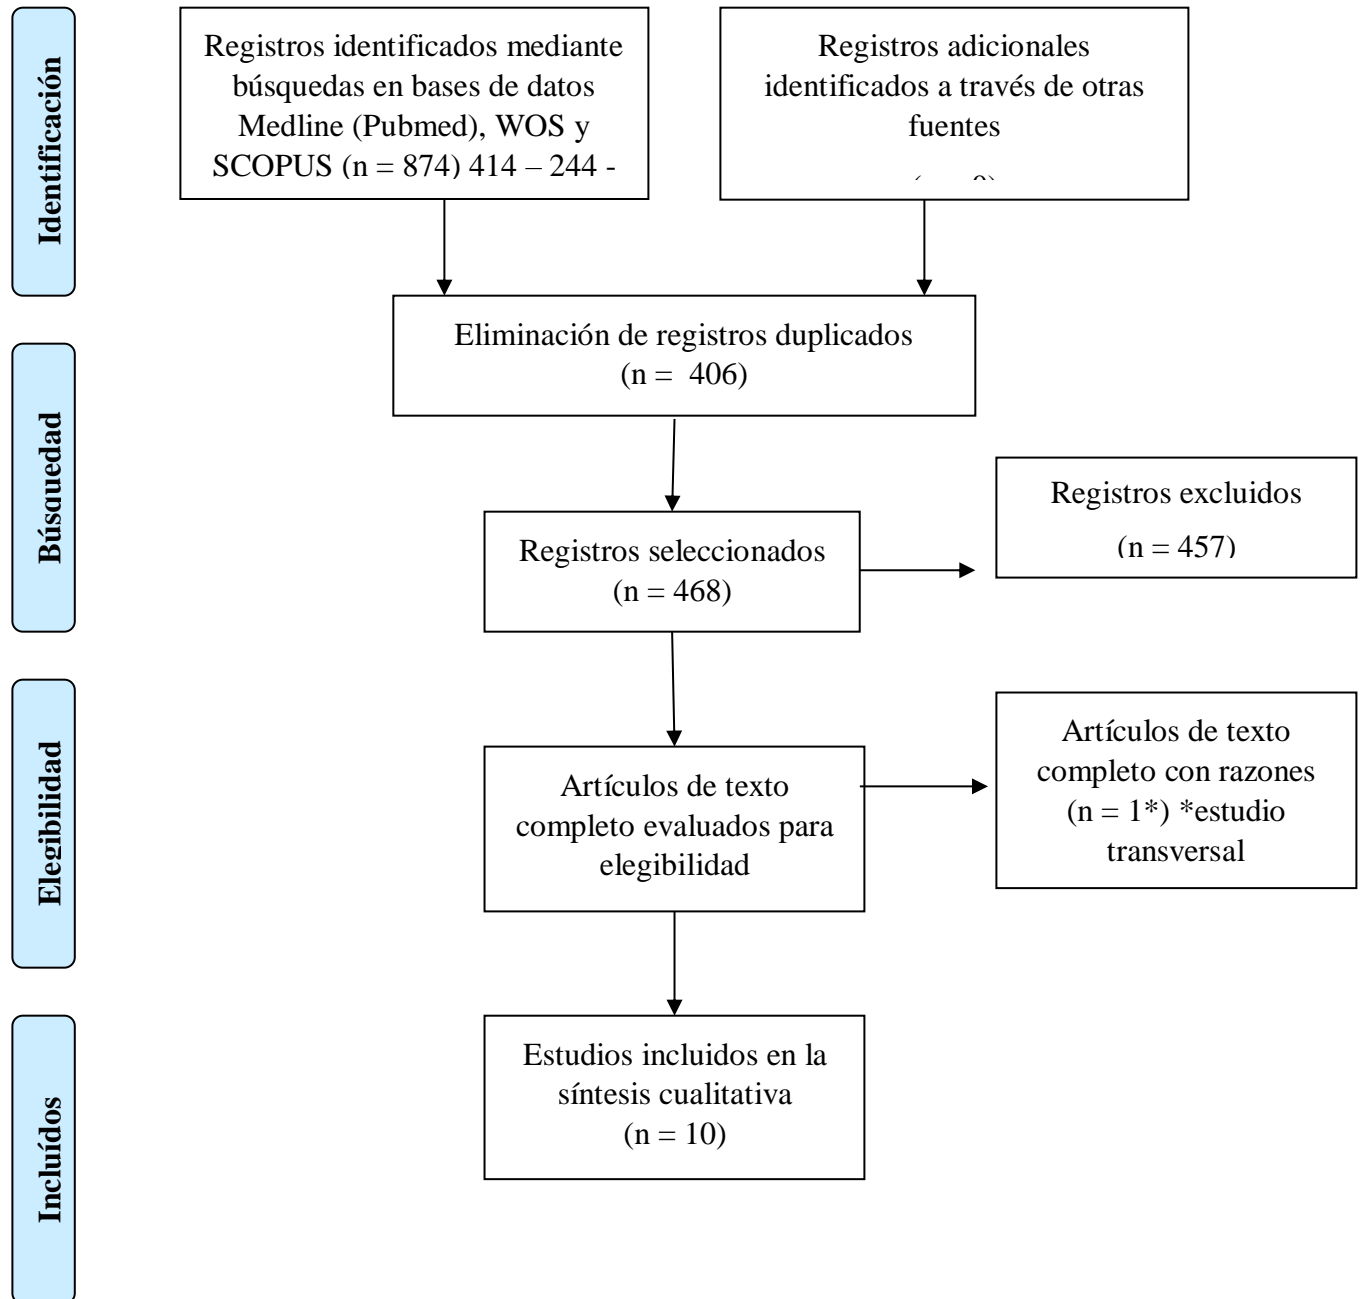 Identificación
Registros identificados mediante
búsquedas en bases de datos
Medline (Pubmed), WOS y
SCOPUS (n = 874) 414 – 244 -
Registros adicionales
identificados a través de otras
fuentes
Eliminación de registros duplicados
(n = 406)
Búsquedad
Registros seleccionados
(n = 468)
Registros excluidos
(n = 457)
Elegibilidad
Artículos de texto
completo evaluados para
elegibilidad
Artículos de texto
completo con razones
(n = 1*) *estudio
transversal
Incluídos
Estudios incluidos en la
síntesis cualitativa
(n = 10)